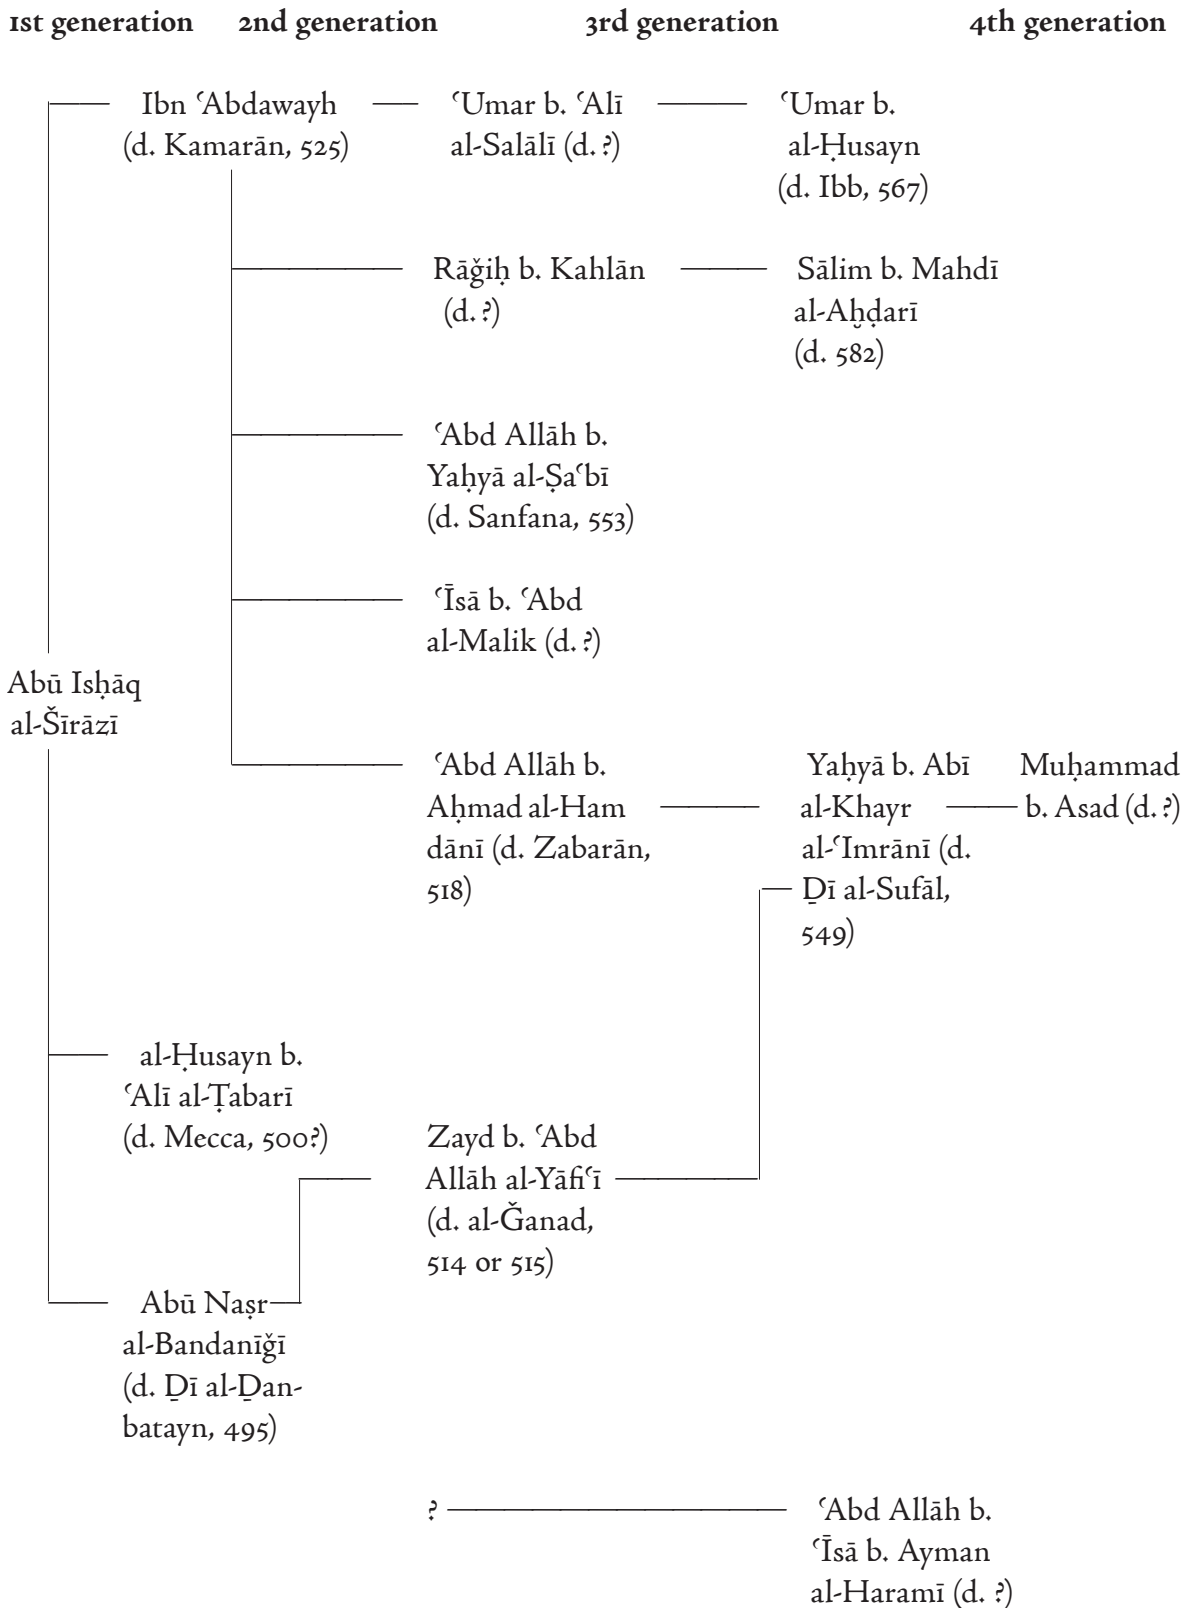 1st generation 2nd generation 3rd generation 4th generation
Ibn ʿAbdawayh
(d. Kamarān, 525)
ʿUmar b. ʿAlī
al-Salālī (d. ?)
ʿUmar b.
al-Ḥusayn
(d. Ibb, 567)
Rāǧiḥ b. Kahlān
(d. ?)
Sālim b. Mahdī
al-Aḫḍarī
(d. 582)
ʿAbd Allāh b.
Yaḥyā al-Ṣaʿbī
(d. Sanfana, 553)
ʿĪsā b. ʿAbd
al-Malik (d. ?)
Abū Isḥāq
al-Šīrāzī
ʿAbd Allāh b.
Aḥmad al-Ham
dānī (d. Zabarān,
518)
Yaḥyā b. Abī
al-Khayr
al-ʿImrānī (d.
Ḏī al-Sufāl,
549)
Muḥammad
b. Asad (d. ?)
al-Ḥusayn b.
ʿAlī al-Ṭabarī
(d. Mecca, 500?)
Zayd b. ʿAbd
Allāh al-Yāfiʿī
(d. al-Ǧanad,
514 or 515)
Abū Naṣr
al-Bandanīǧī
(d. Ḏī al-Ḏan-
batayn, 495)
?
ʿAbd Allāh b.
ʿĪsā b. Ayman
al-Haramī (d. ?)